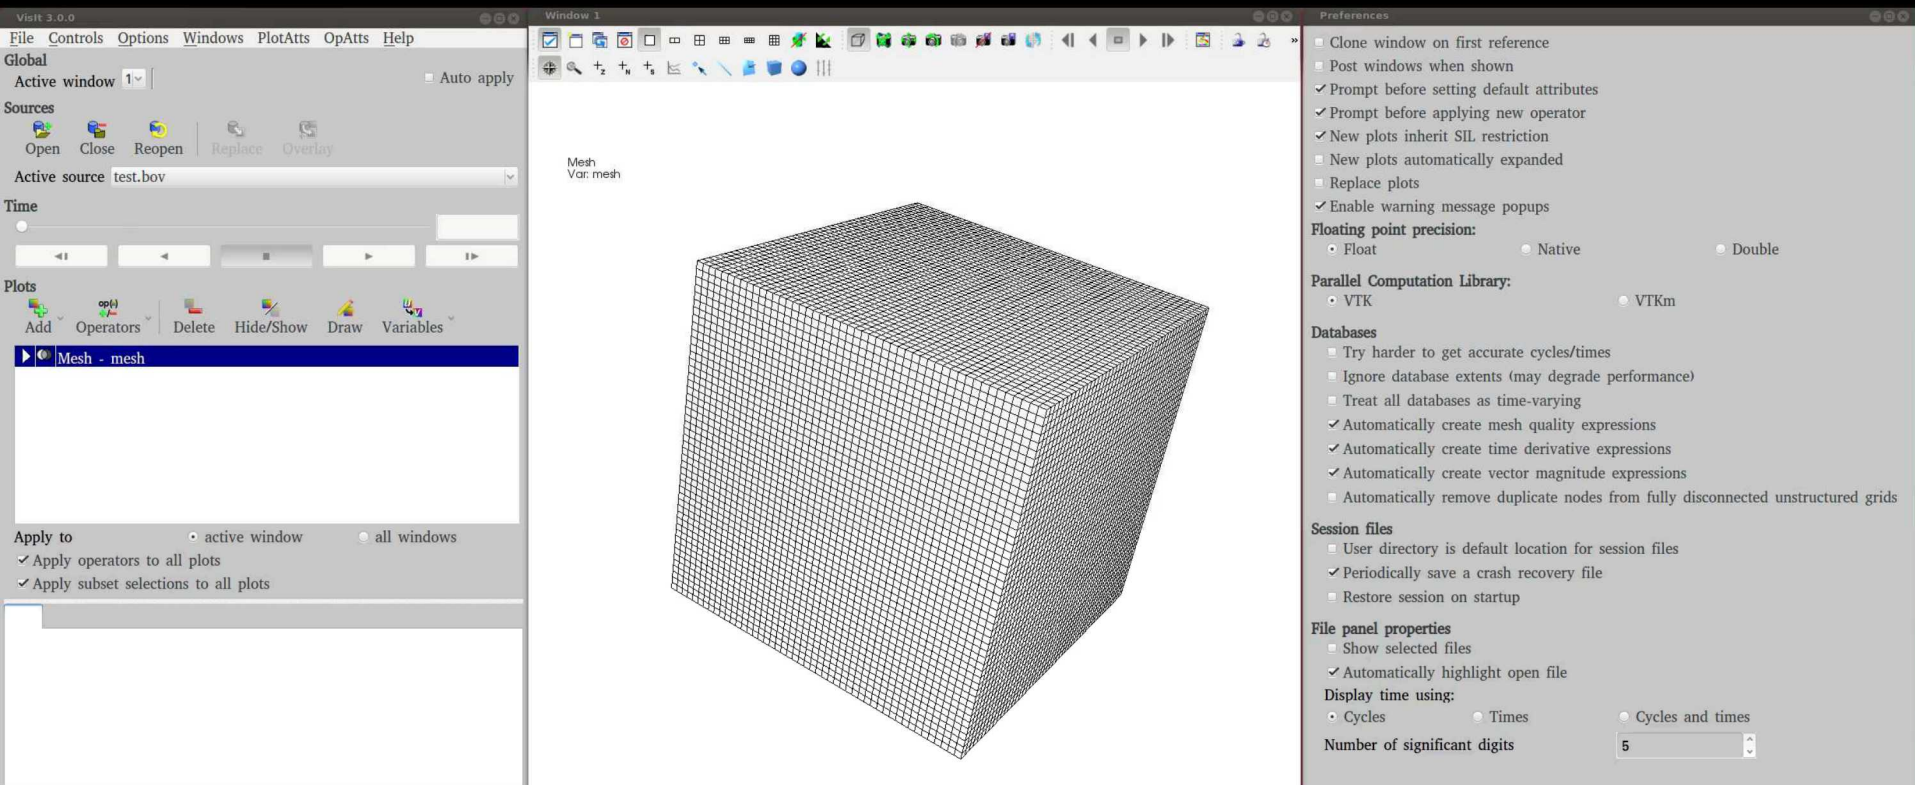 VisIt 3.0.0
File Controls Options Windows PlotAtts OpAtts Help
Global
Active window 1
Auto apply
Sources
Open Close Reopen Replace Overlay
Active source test.bov
Time
Plots
op(-)
Add Operators Delete Hide/Show Draw Variables
Mesh - mesh
Apply to active window all windows
Apply operators to all plots
Apply subset selections to all plots
Window 1
»
Mesh
Var: mesh
Preferences
Clone window on first reference
Post windows when shown
Prompt before setting default attributes
Prompt before applying new operator
New plots inherit SIL restriction
New plots automatically expanded
Replace plots
Enable warning message popups
Floating point precision:
Float Native Double
Parallel Computation Library:
VTK VTKm
Databases
Try harder to get accurate cycles/times
Ignore database extents (may degrade performance)
Treat all databases as time-varying
Automatically create mesh quality expressions
Automatically create time derivative expressions
Automatically create vector magnitude expressions
Automatically remove duplicate nodes from fully disconnected unstructured grids
Session files
User directory is default location for session files
Periodically save a crash recovery file
Restore session on startup
File panel properties
Show selected files
Automatically highlight open file
Display time using:
Cycles Times Cycles and times
Number of significant digits 5